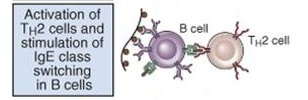 Activation of
TH2 cells and
stimulation of
IgE class
switching
in B cells
B cell
TH2 cell